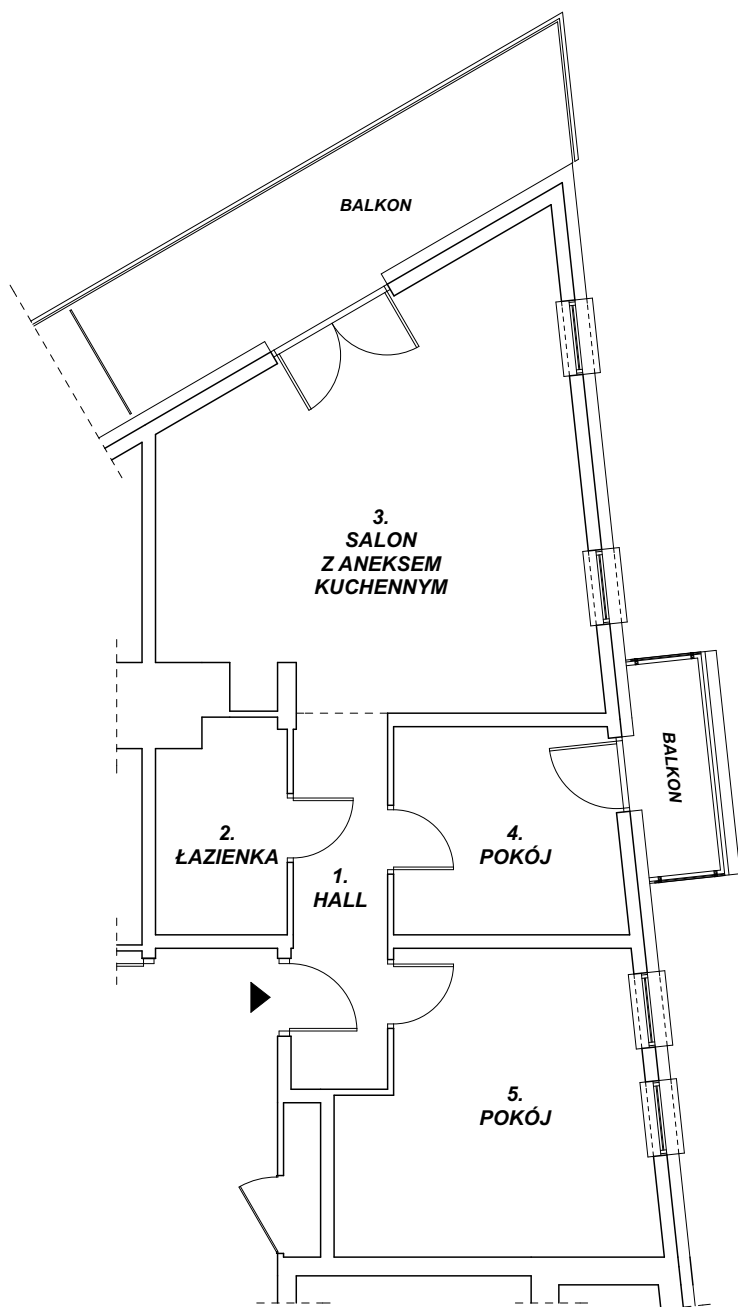 BALKON
3.
SALON
Z ANEKSEM
KUCHENNYM
BALKON
2.
ŁAZIENKA
4.
POKÓJ
1.
HALL
5.
POKÓJ